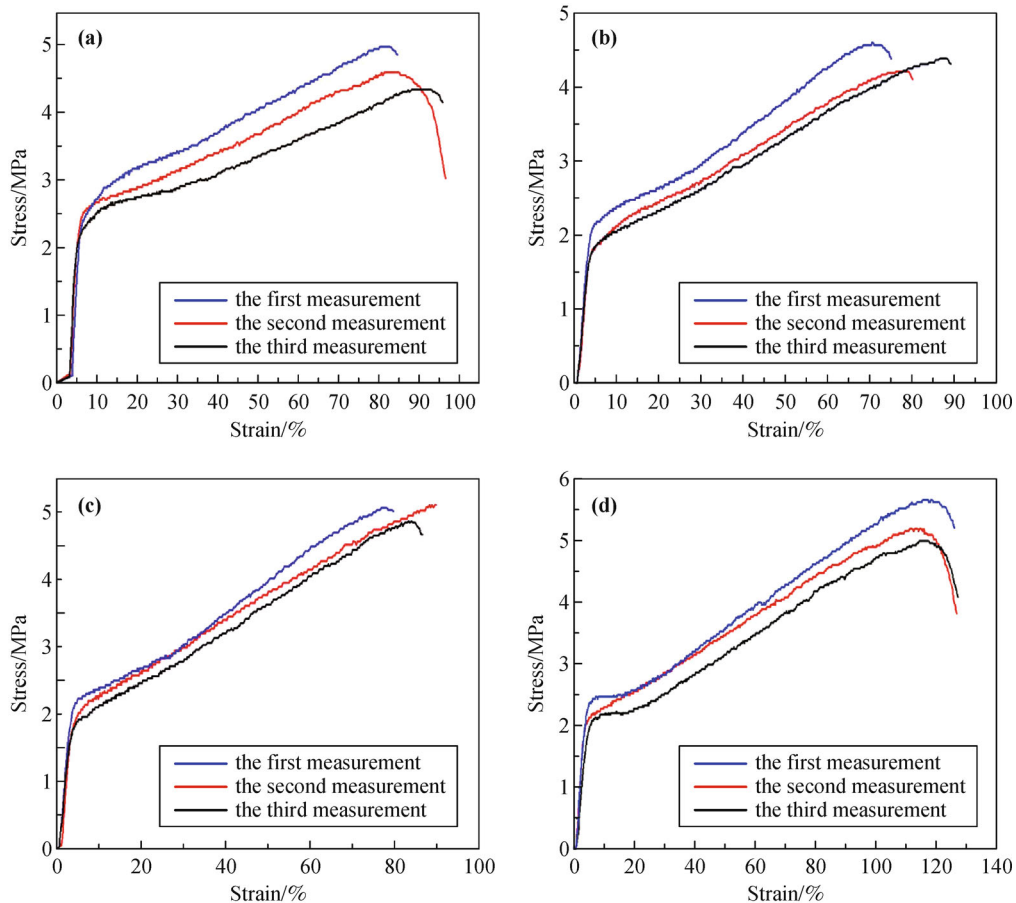 (a)
Stress/MPa
5
4
3
2
1
0
the first measurement
the second measurement
the third measurement
0 10 20 30 40 50 60 70 80 90 100
Strain/%
(b)
Stress/MPa
5
4
3
2
1
0
the first measurement
the second measurement
the third measurement
0 10 20 30 40 50 60 70 80 90 100
Strain/%
(c)
Stress/MPa
5
4
3
2
1
0
the first measurement
the second measurement
the third measurement
0 20 40 60 80 100
Strain/%
(d)
Stress/MPa
6
5
4
3
2
1
0
the first measurement
the second measurement
the third measurement
0 20 40 60 80 100 120 140
Strain/%